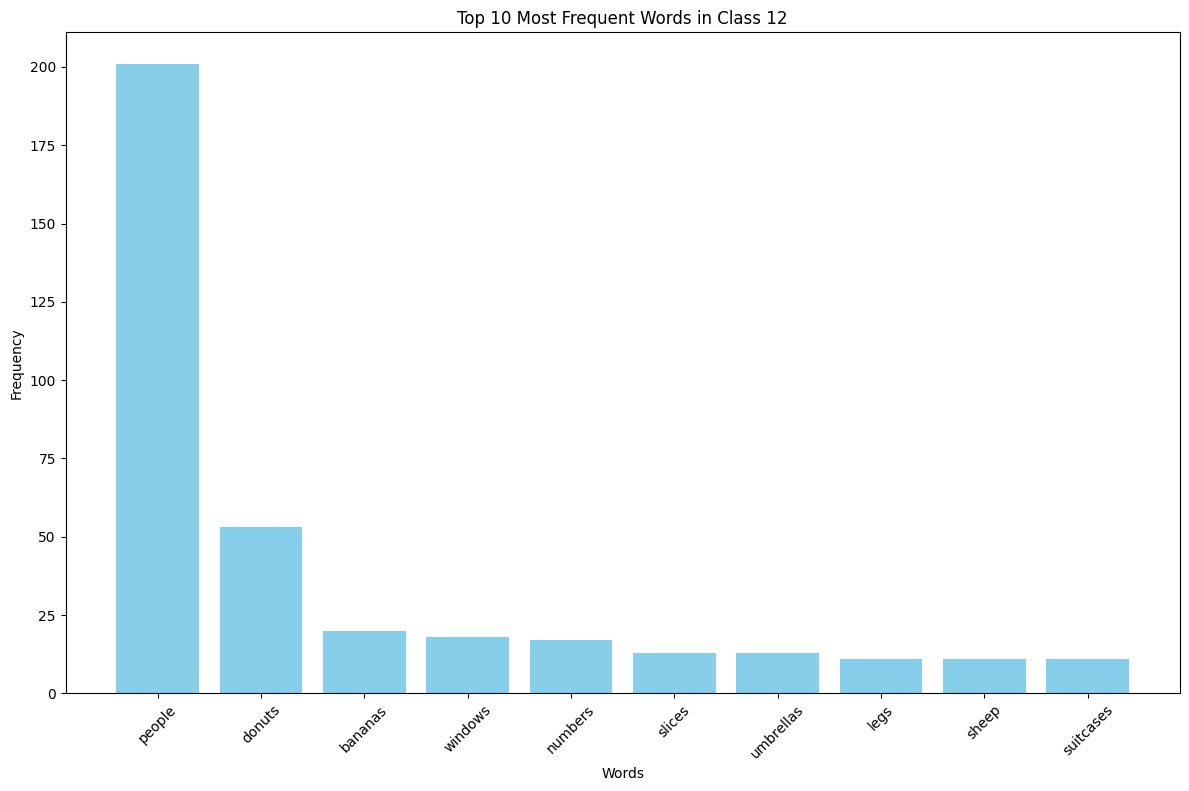 Top 10 Most Frequent Words in Class 12
200
175
150
125
100
75
50
25
0
Frequency
people
donuts
bananas
windows
numbers
slices
umbrellas
legs
sheep
suitcases
Words